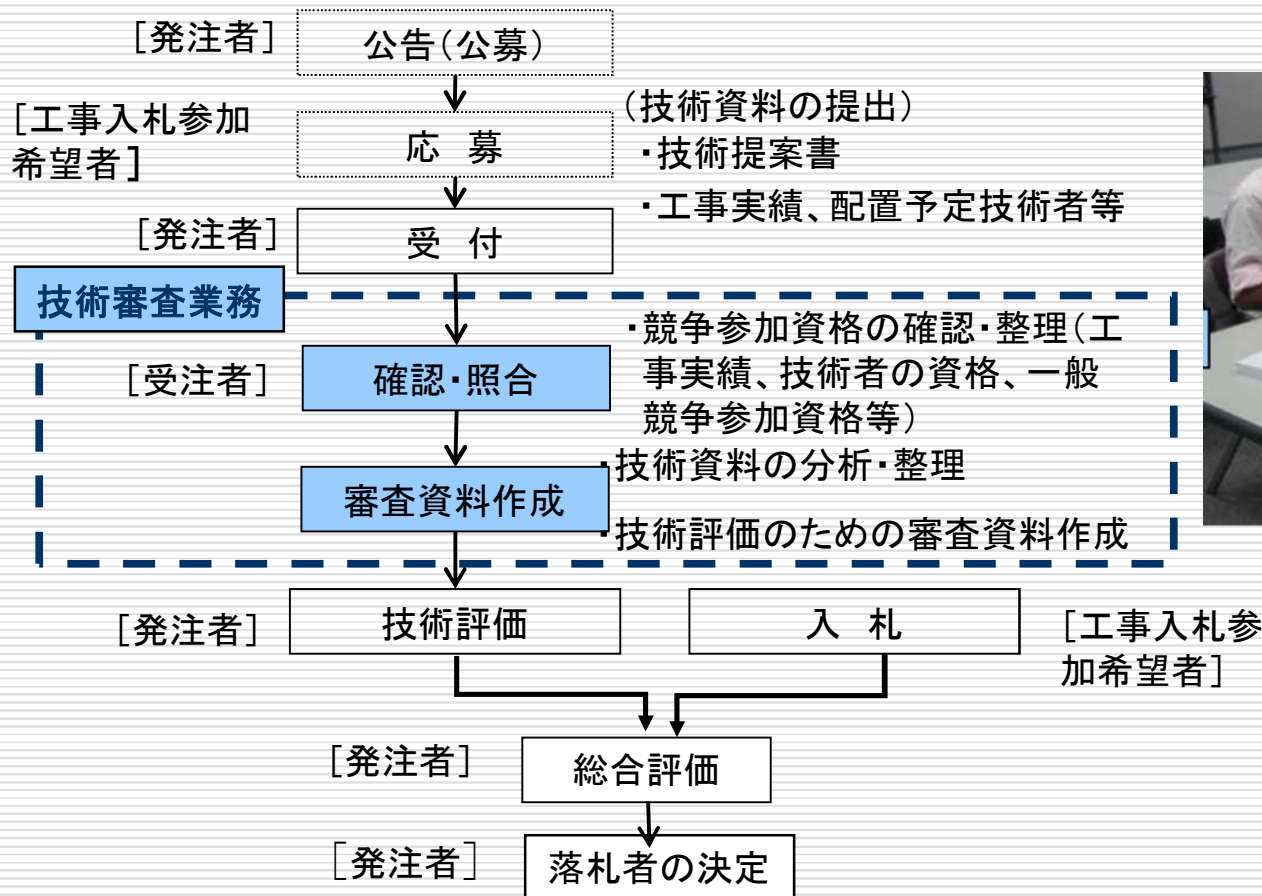 [発注者]
公告(公募)
[工事入札参加
希望者]
応 募
(技術資料の提出)
・技術提案書
・工事実績、配置予定技術者等
[発注者]
受 付
技術審査業務
[受注者]
確認・照合
・競争参加資格の確認・整理(工
事実績、技術者の資格、一般
競争参加資格等)
審査資料作成
・技術資料の分析・整理
・技術評価のための審査資料作成
[発注者]
技術評価
入 札
[工事入札参
加希望者]
[発注者]
総合評価
[発注者]
落札者の決定